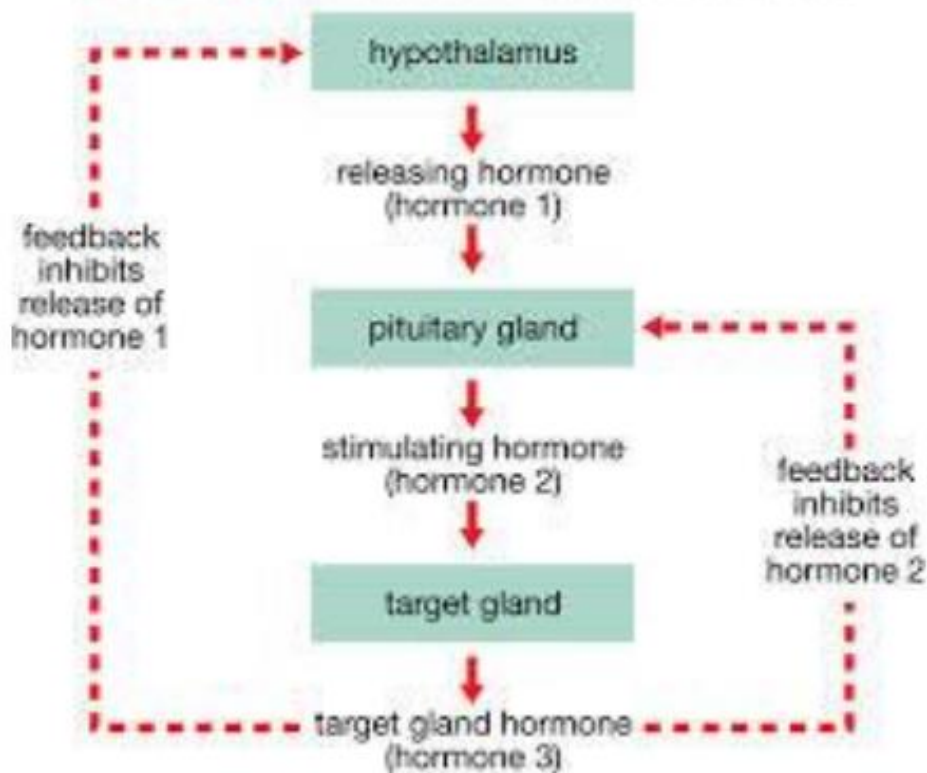 hypothalamus
releasing hormone
(hormone 1)
feedback
inhibits
release of
hormone 1
pituitary gland
stimulating hormone
(hormone 2)
feedback
inhibits
release of
hormone 2
target gland
target gland hormone
(hormone 3)